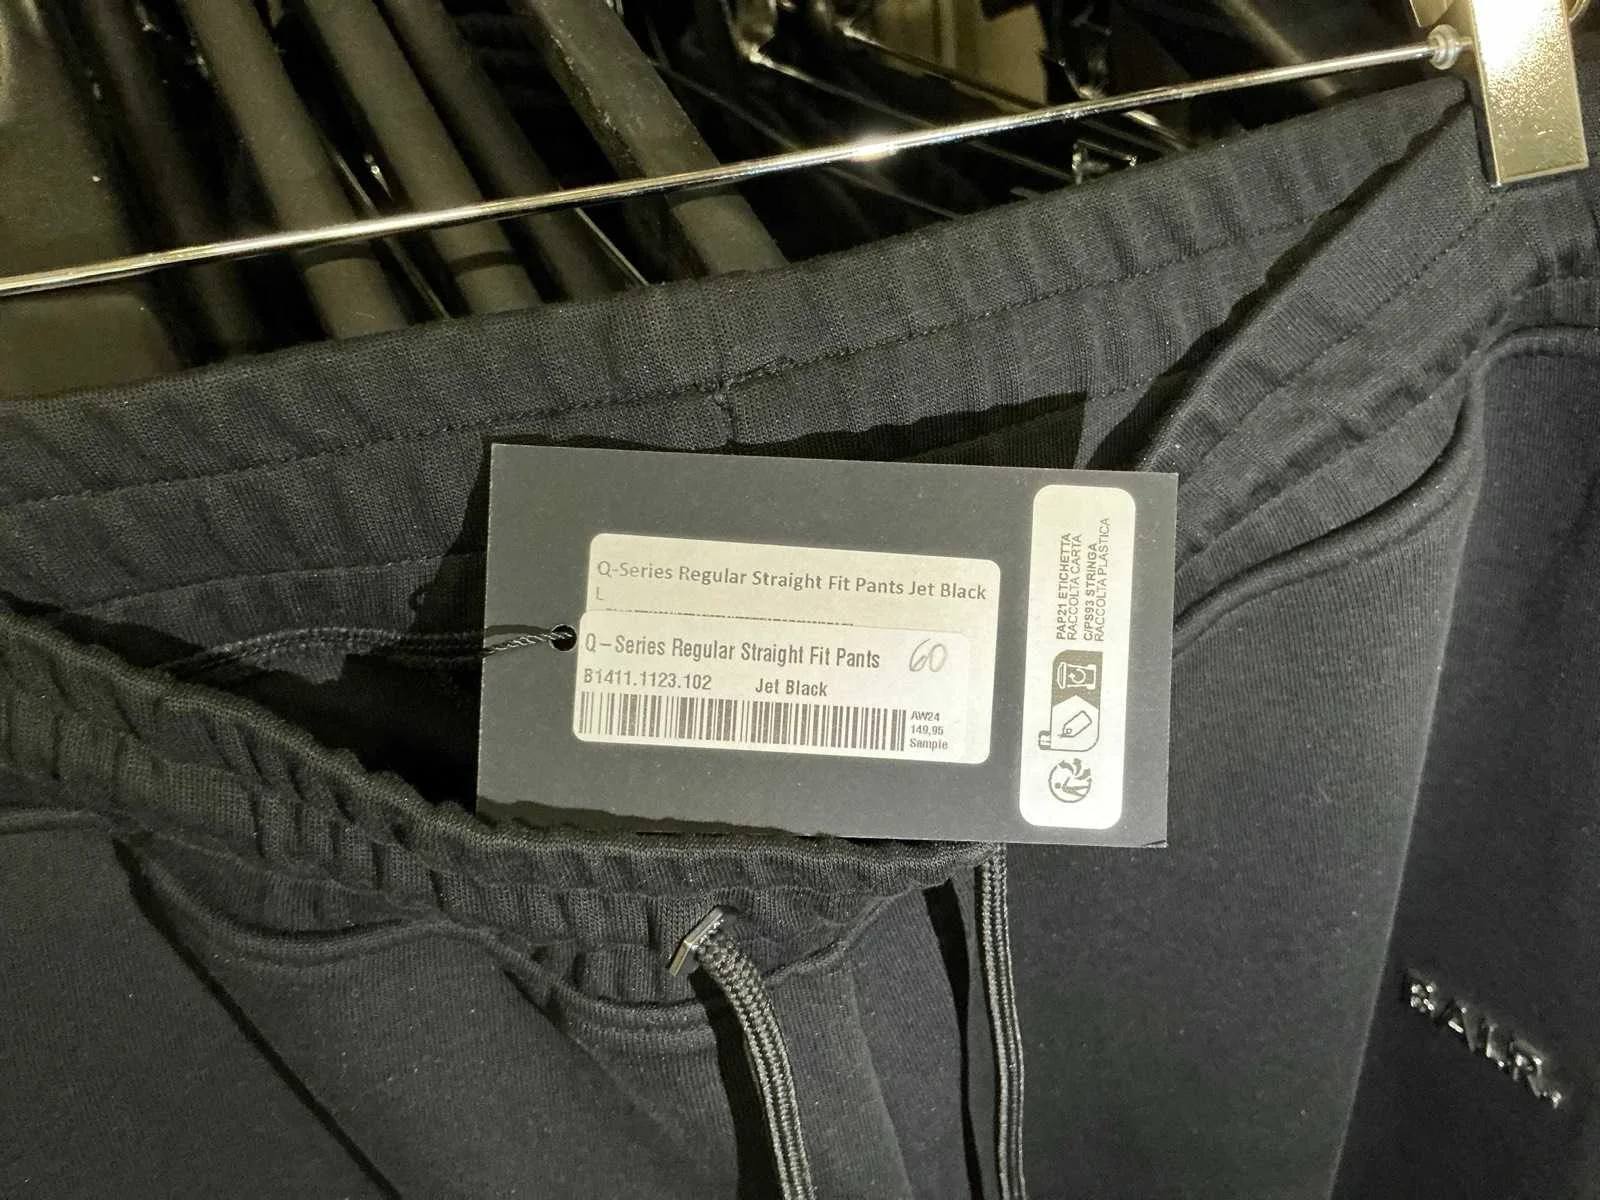 Q-Series Regular Straight Fit Pants Jet Black
L
Q-Series Regular Straight Fit Pants 60
B1411.1123.102 Jet Black
AW24
149,95
Sample
PAP21 ETICHETTA
RACCOLTA CARTA
C/PS93 STRINGA
RACCOLTA PLASTICA
FR
BALR.